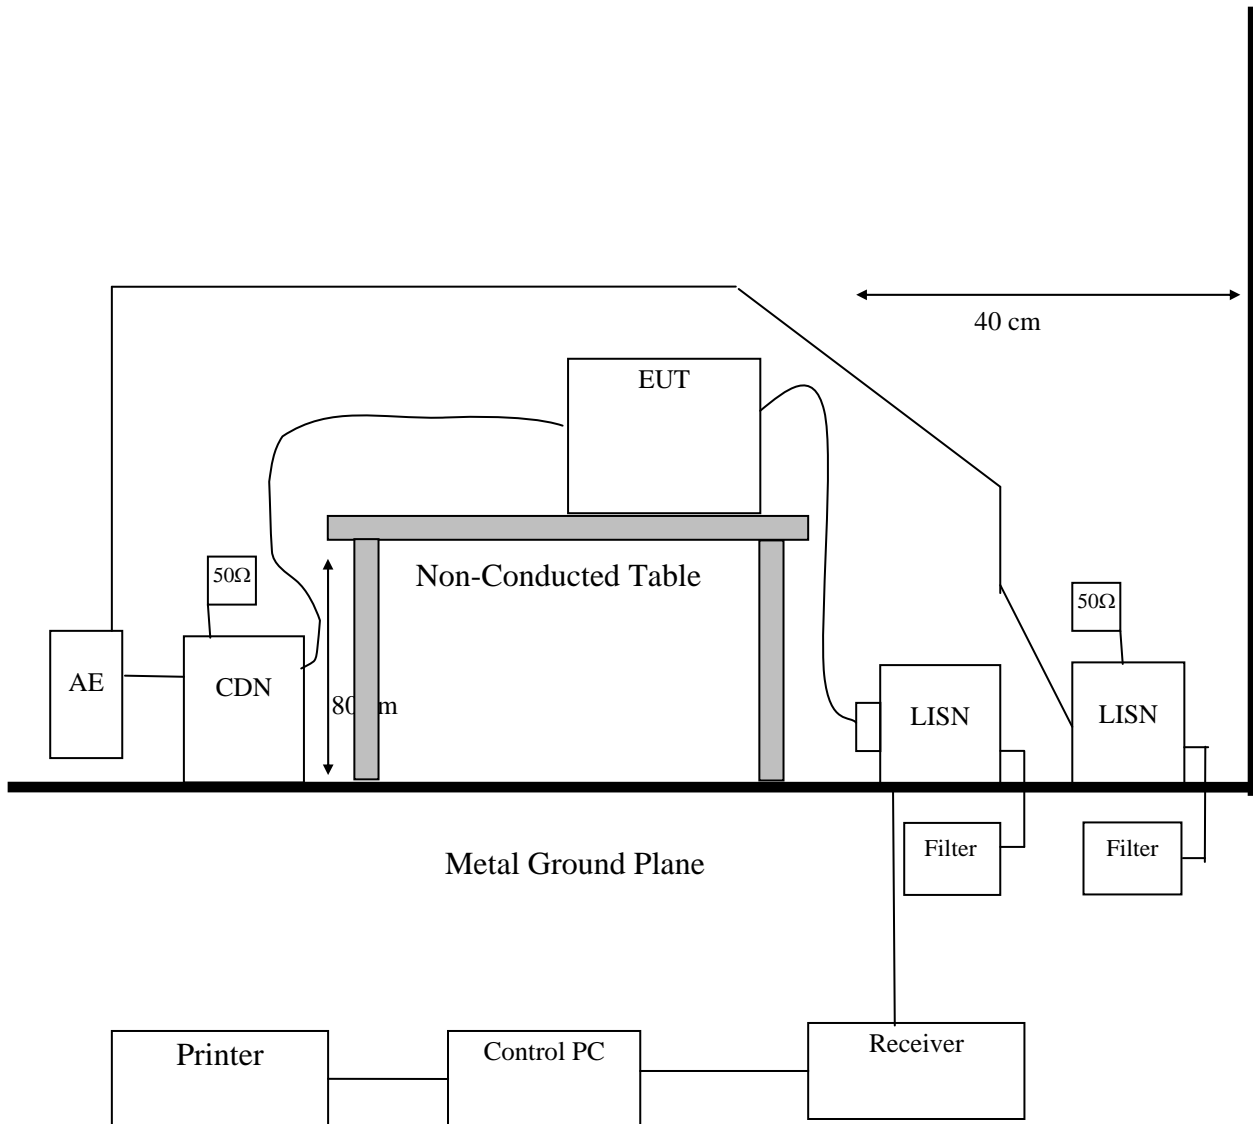 40 cm
EUT
Non-Conducted Table
50Ω
50Ω
AE
CDN
LISN
LISN
Filter
Filter
Metal Ground Plane
Printer
Control PC
Receiver